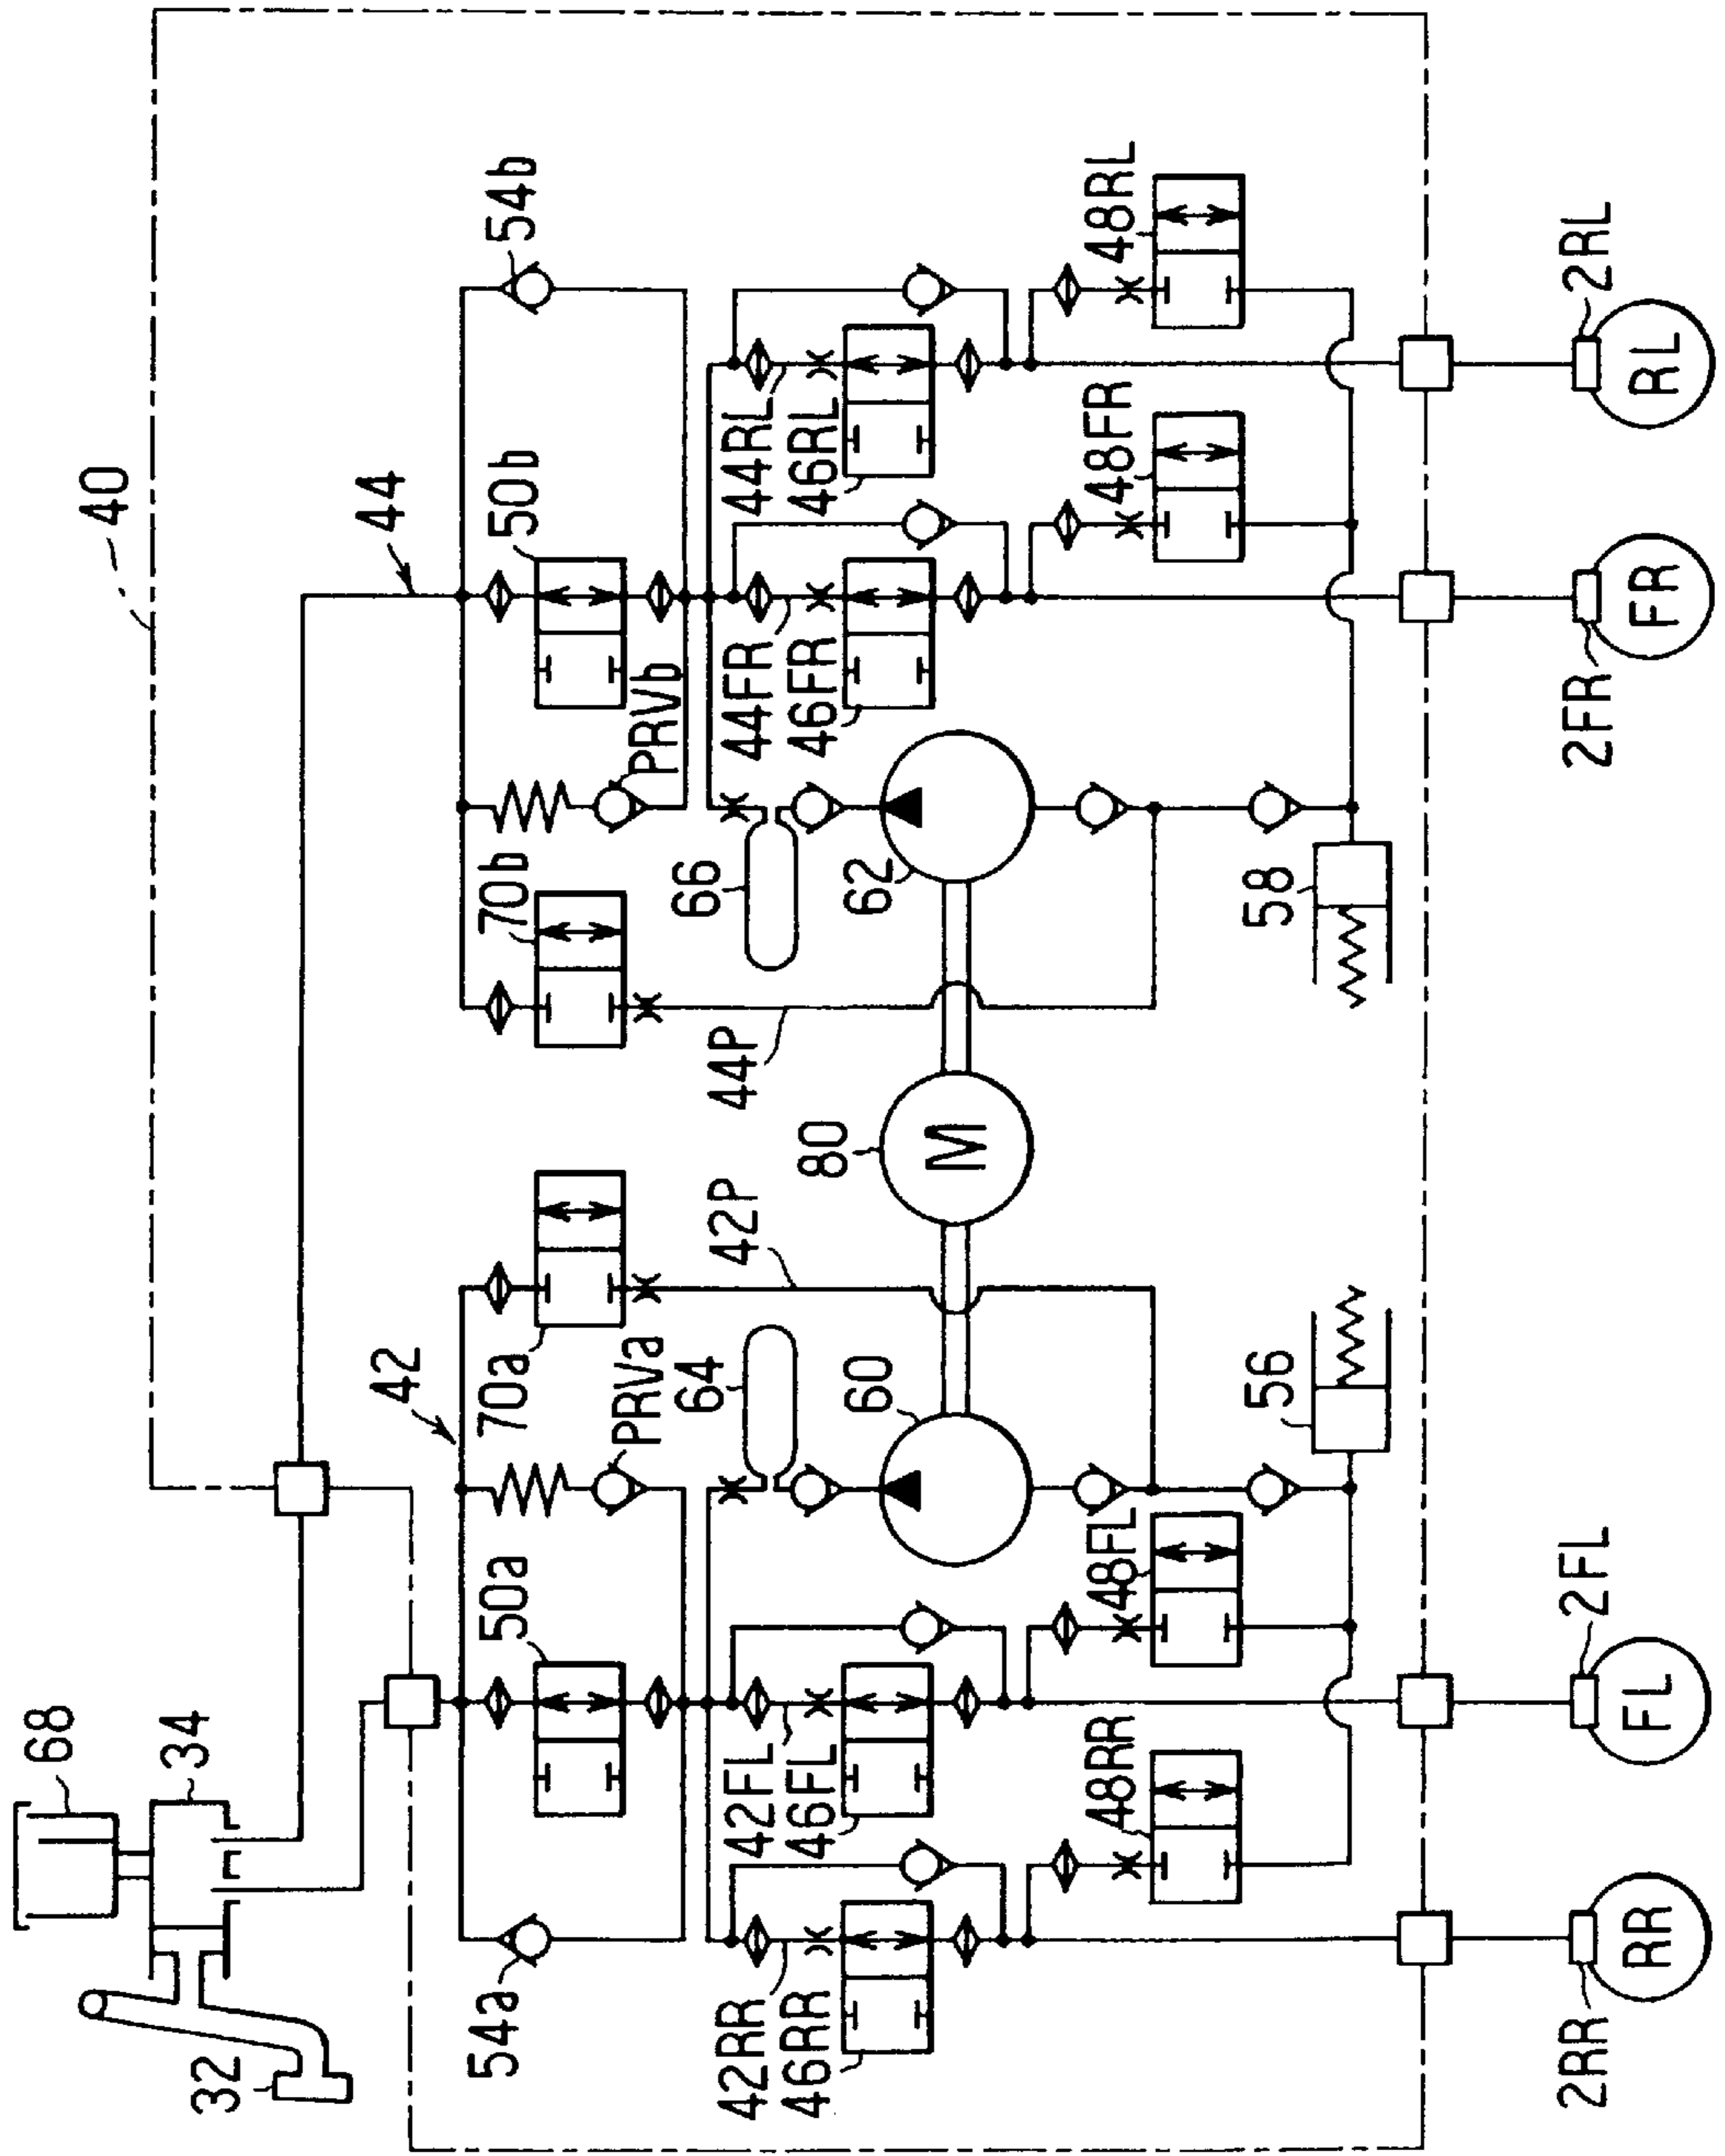 40
44
54b
50b
PRVb
70b
44RL
46RL
48RL
44FR
46FR
48FR
66
62
58
44P
80
M
2RL
RL
2FR
FR
42P
42
70a
PRVa
64
60
56
50a
54a
42FL
46FL
48FL
42RR
46RR
48RR
2FL
FL
2RR
RR
68
34
32